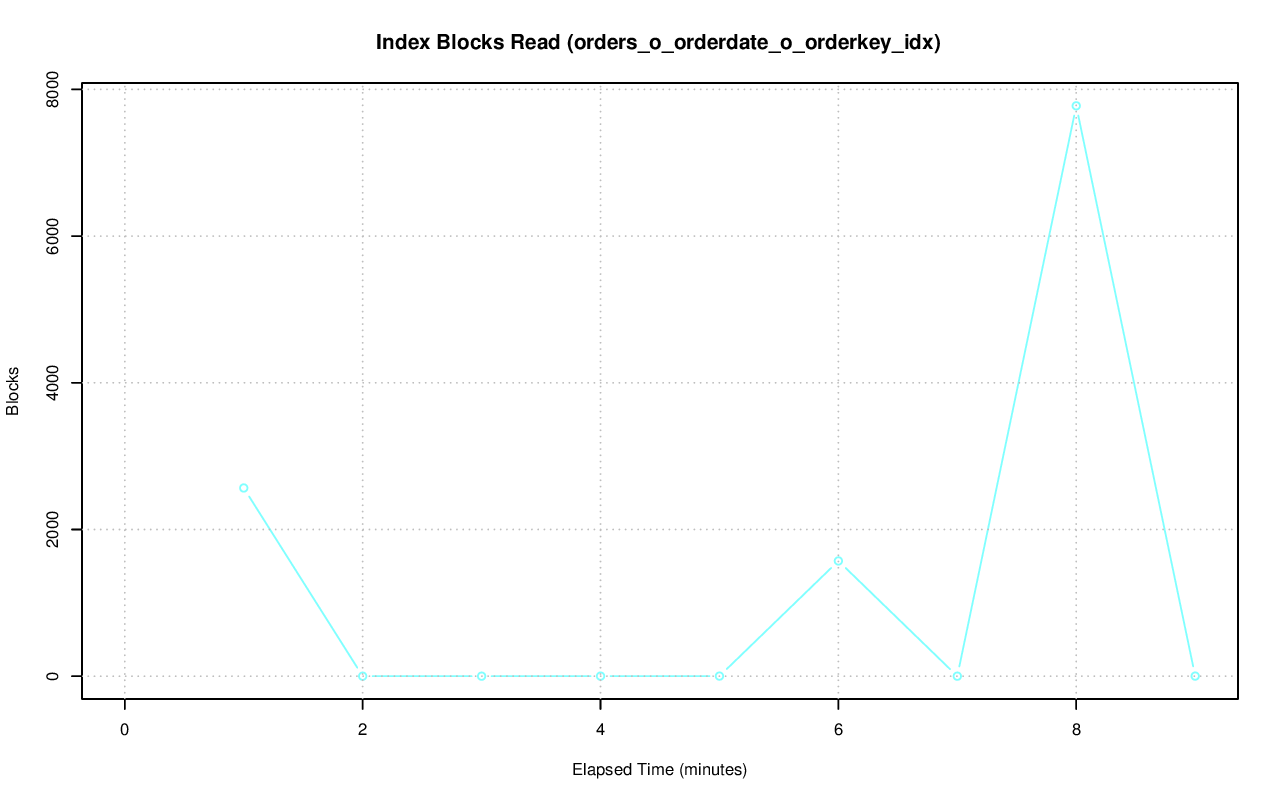 Index Blocks Read (orders_o_orderdate_o_orderkey_idx)
8000
6000
4000
2000
0
Blocks
0 2 4 6 8
Elapsed Time (minutes)